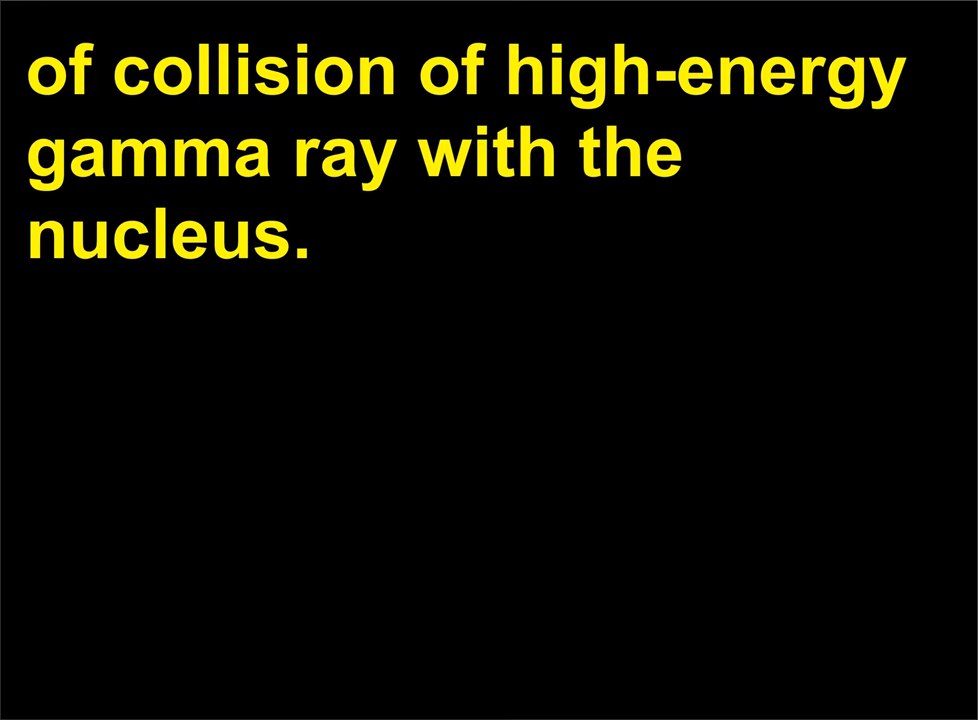 of collision of high-energy
gamma ray with the
nucleus.